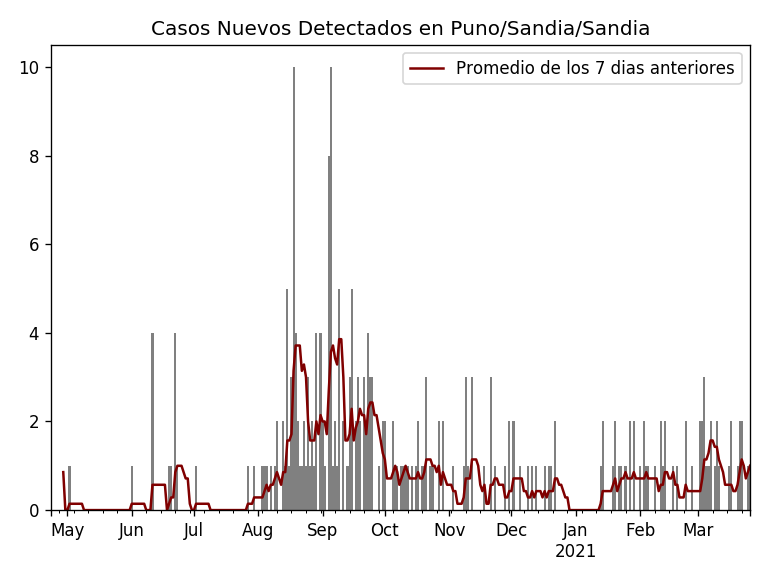 Casos Nuevos Detectados en Puno/Sandia/Sandia
Promedio de los 7 dias anteriores
10
8
6
4
2
0
May Jun Jul Aug Sep Oct Nov Dec Jan Feb Mar
2021